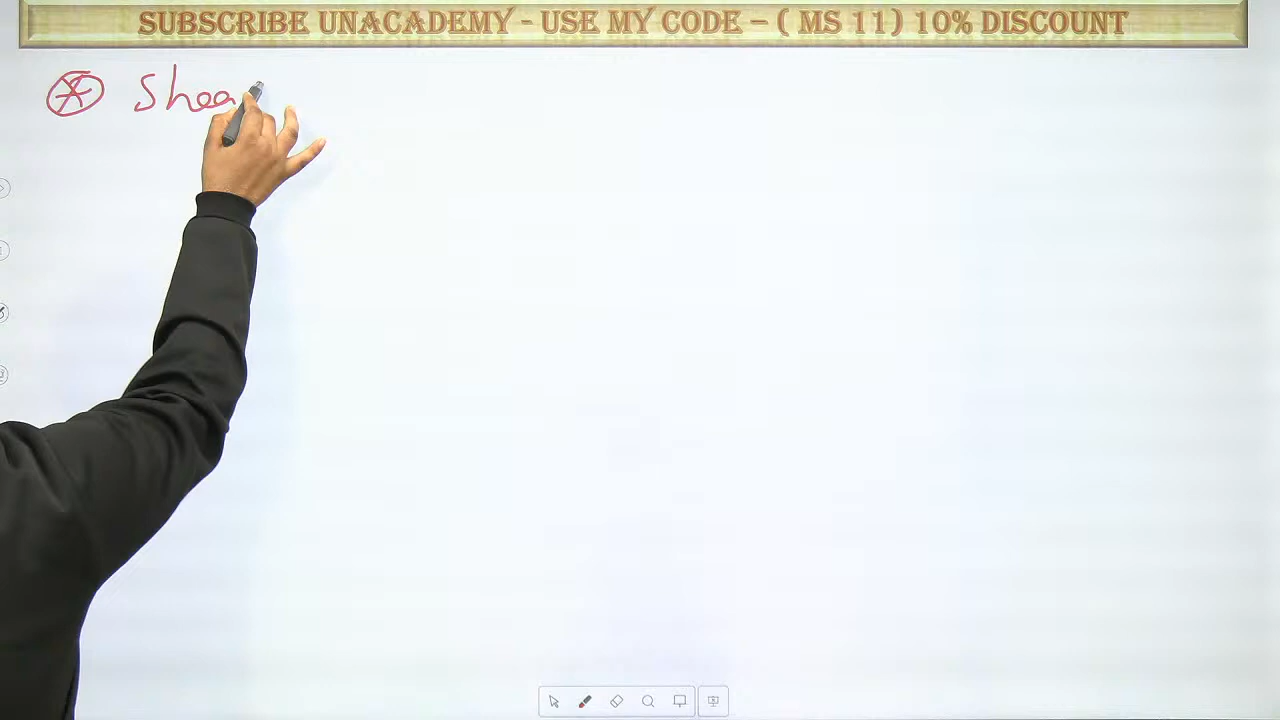 SUBSCRIBE UNACADEMY - USE MY CODE – ( MS 11) 10% DISCOUNT
Shea